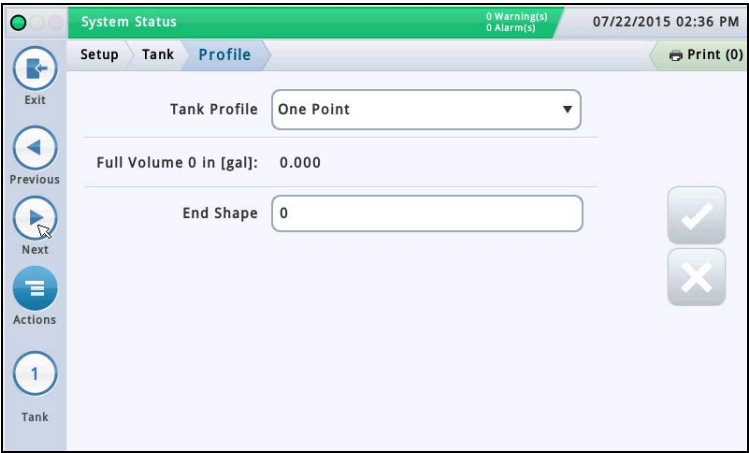 System Status
0 Warning(s)
0 Alarm(s)
07/22/2015 02:36 PM
Setup Tank Profile
Print (0)
Exit
Previous
Next
Actions
1
Tank
Tank Profile One Point
Full Volume 0 in [gal]: 0.000
End Shape 0